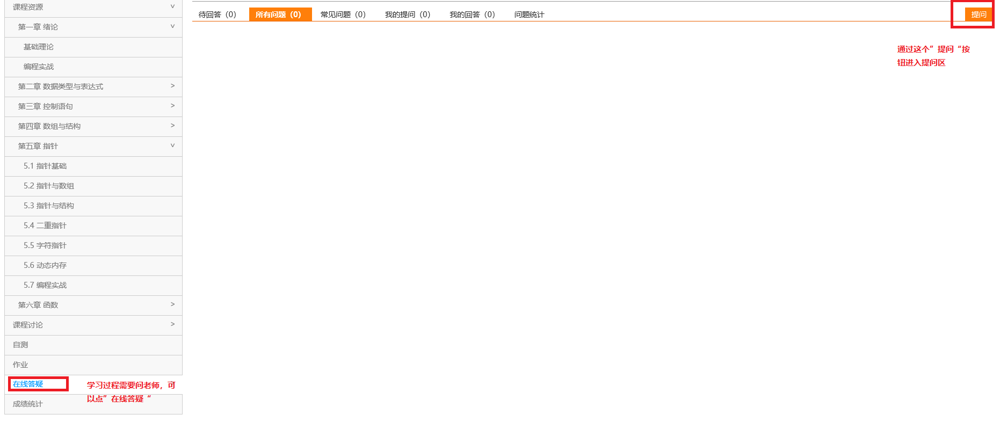 课程资源
第一章 绪论
基础理论
编程实战
第二章 数据类型与表达式
第三章 控制语句
第四章 数组与结构
第五章 指针
5.1 指针基础
5.2 指针与数组
5.3 指针与结构
5.4 二重指针
5.5 字符指针
5.6 动态内存
5.7 编程实战
第六章 函数
课程讨论
自测
作业
在线答疑
成绩统计
学习过程需要问老师，可
以点”在线答疑“
待回答（0） 所有问题（0） 常见问题（0） 我的提问（0） 我的回答（0） 问题统计 提问
通过这个”提问“按
钮进入提问区